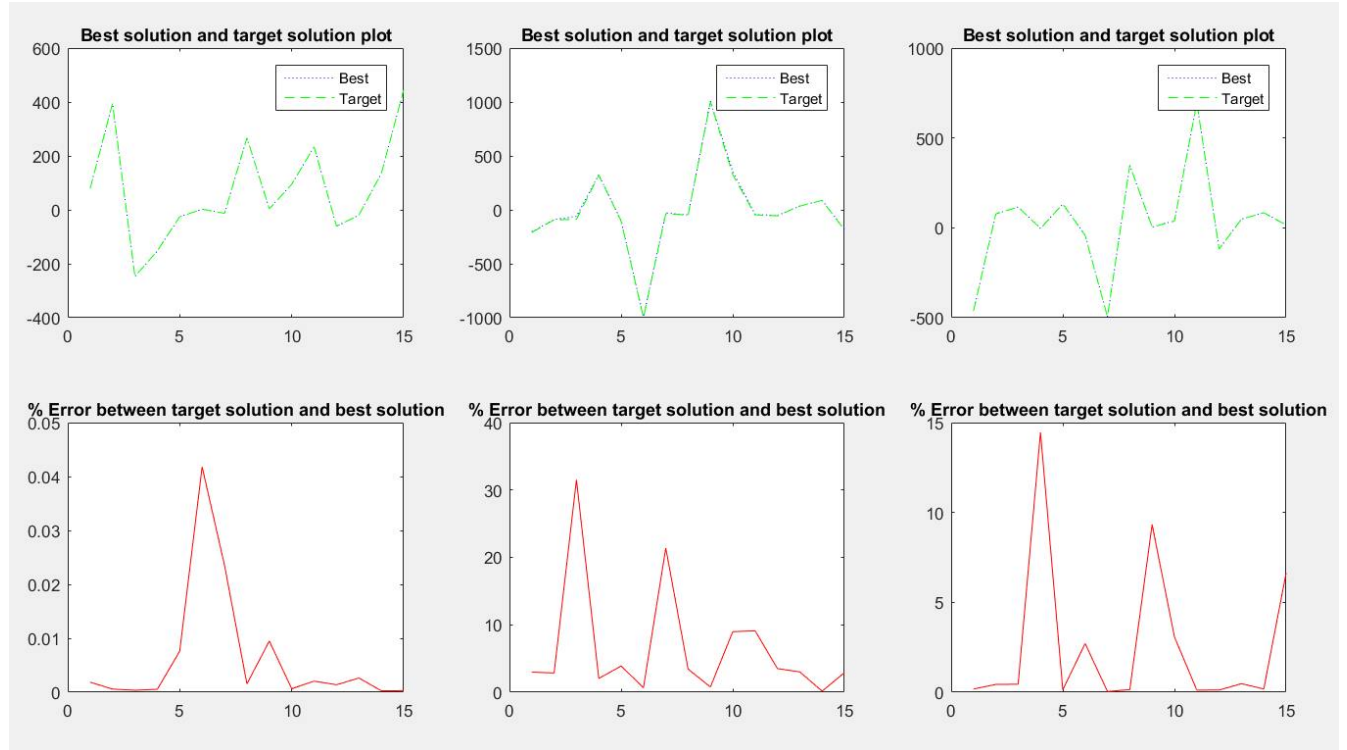 Best solution and target solution plot
600
400
200
0
-200
-400
0 5 10 15
Best
Target
Best solution and target solution plot
1500
1000
500
0
-500
-1000
0 5 10 15
Best
Target
Best solution and target solution plot
1000
500
0
-500
0 5 10 15
Best
Target
% Error between target solution and best solution
0.05
0.04
0.03
0.02
0.01
0
0 5 10 15
% Error between target solution and best solution
40
30
20
10
0
0 5 10 15
% Error between target solution and best solution
15
10
5
0
0 5 10 15